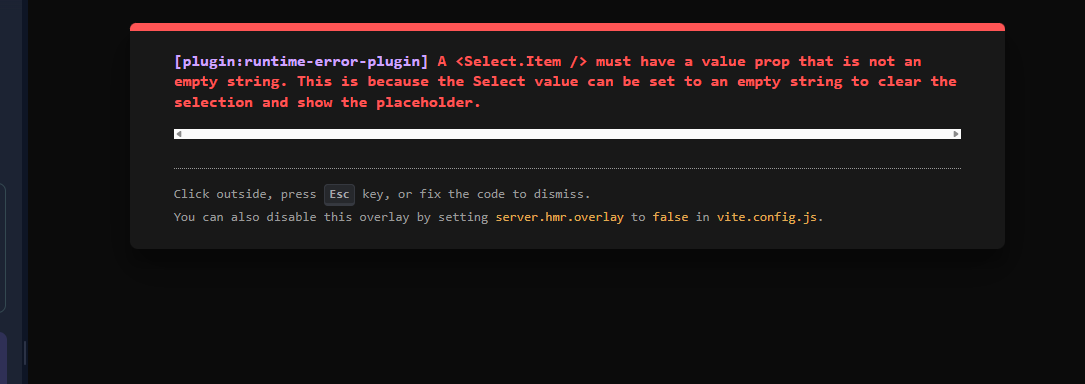 [plugin:runtime-error-plugin] A <Select.Item /> must have a value prop that is not an
empty string. This is because the Select value can be set to an empty string to clear the
selection and show the placeholder.
Click outside, press Esc key, or fix the code to dismiss.
You can also disable this overlay by setting server.hmr.overlay to false in vite.config.js.